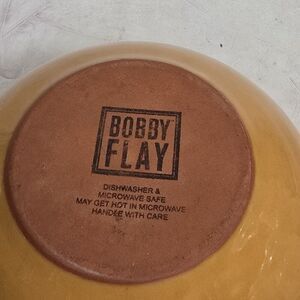 BOBBY
FLAY
DISHWASHER &
MICROWAVE SAFE
MAY GET HOT IN MICROWAVE
HANDLE WITH CARE